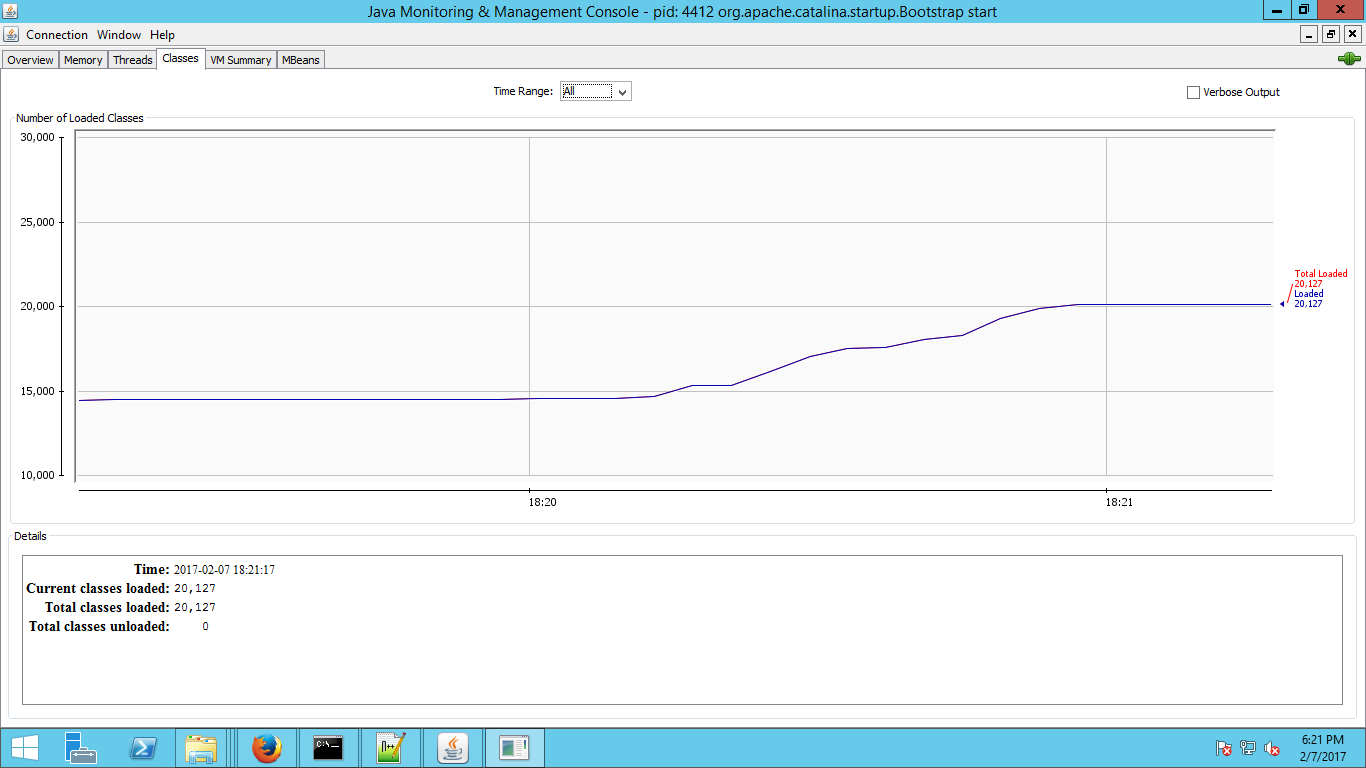 Java Monitoring & Management Console - pid: 4412 org.apache.catalina.startup.Bootstrap start
Connection Window Help
Overview Memory Threads Classes VM Summary MBeans
Time Range: All
Verbose Output
Number of Loaded Classes
30,000
25,000
20,000
15,000
10,000
Total Loaded
20,127
Loaded
20,127
18:20 18:21
Details
Time: 2017-02-07 18:21:17
Current classes loaded: 20,127
Total classes loaded: 20,127
Total classes unloaded: 0
C:\_
N++
6:21 PM
2/7/2017